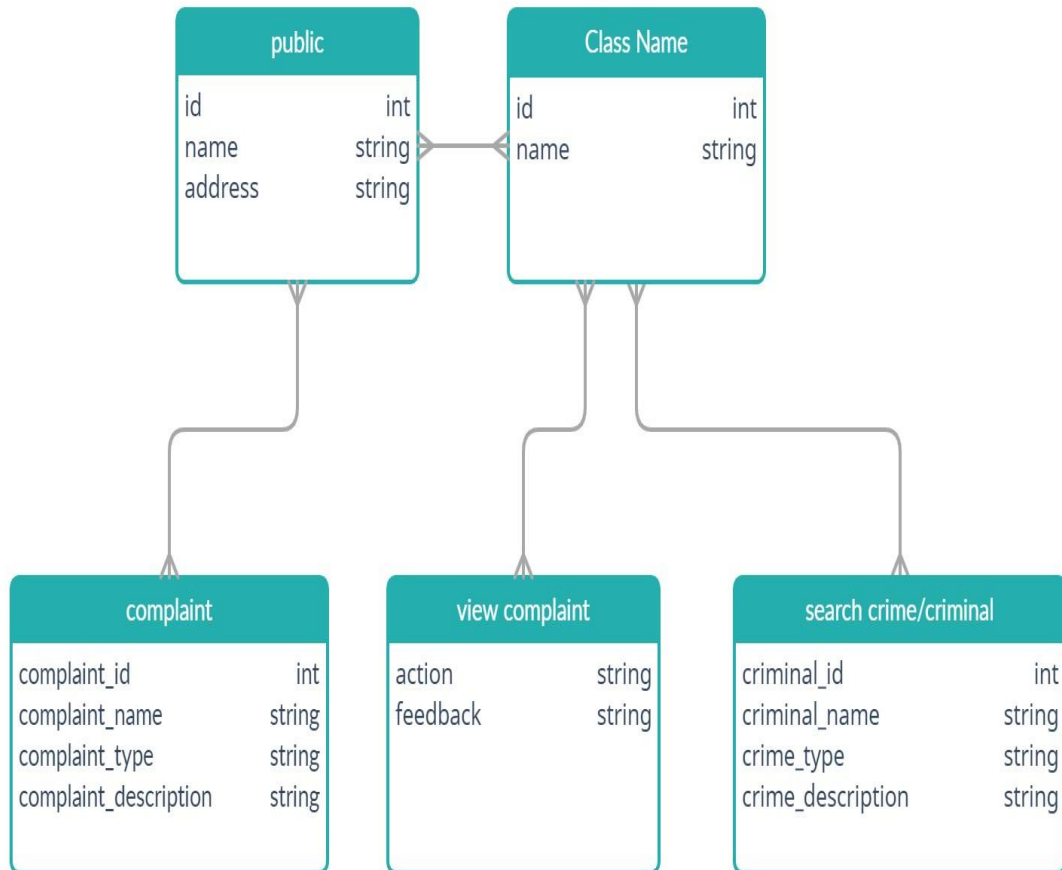 public
id int
name string
address string
Class Name
id int
name string
complaint
complaint_id int
complaint_name string
complaint_type string
complaint_description string
view complaint
action string
feedback string
search crime/criminal
criminal_id int
criminal_name string
crime_type string
crime_description string